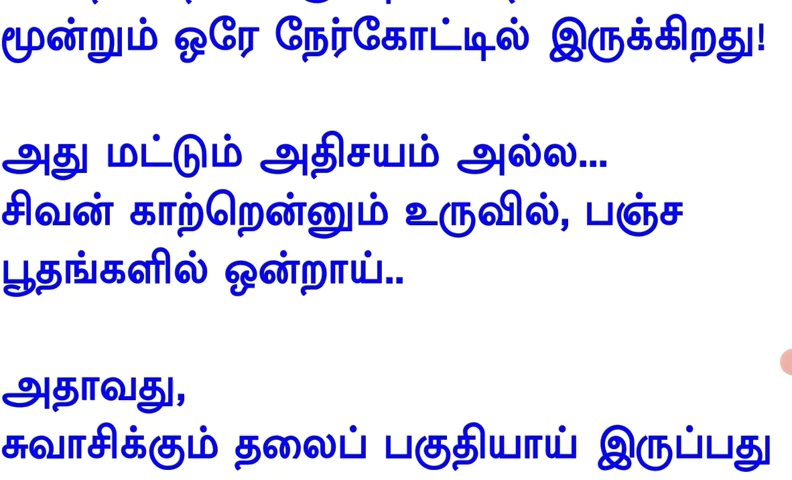 மூன்றும் ஒரே நேர்கோட்டில் இருக்கிறது!
அது மட்டும் அதிசயம் அல்ல...
சிவன் காற்றென்னும் உருவில், பஞ்ச
பூதங்களில் ஒன்றாய்..
அதாவது,
சுவாசிக்கும் தலைப் பகுதியாய் இருப்பது